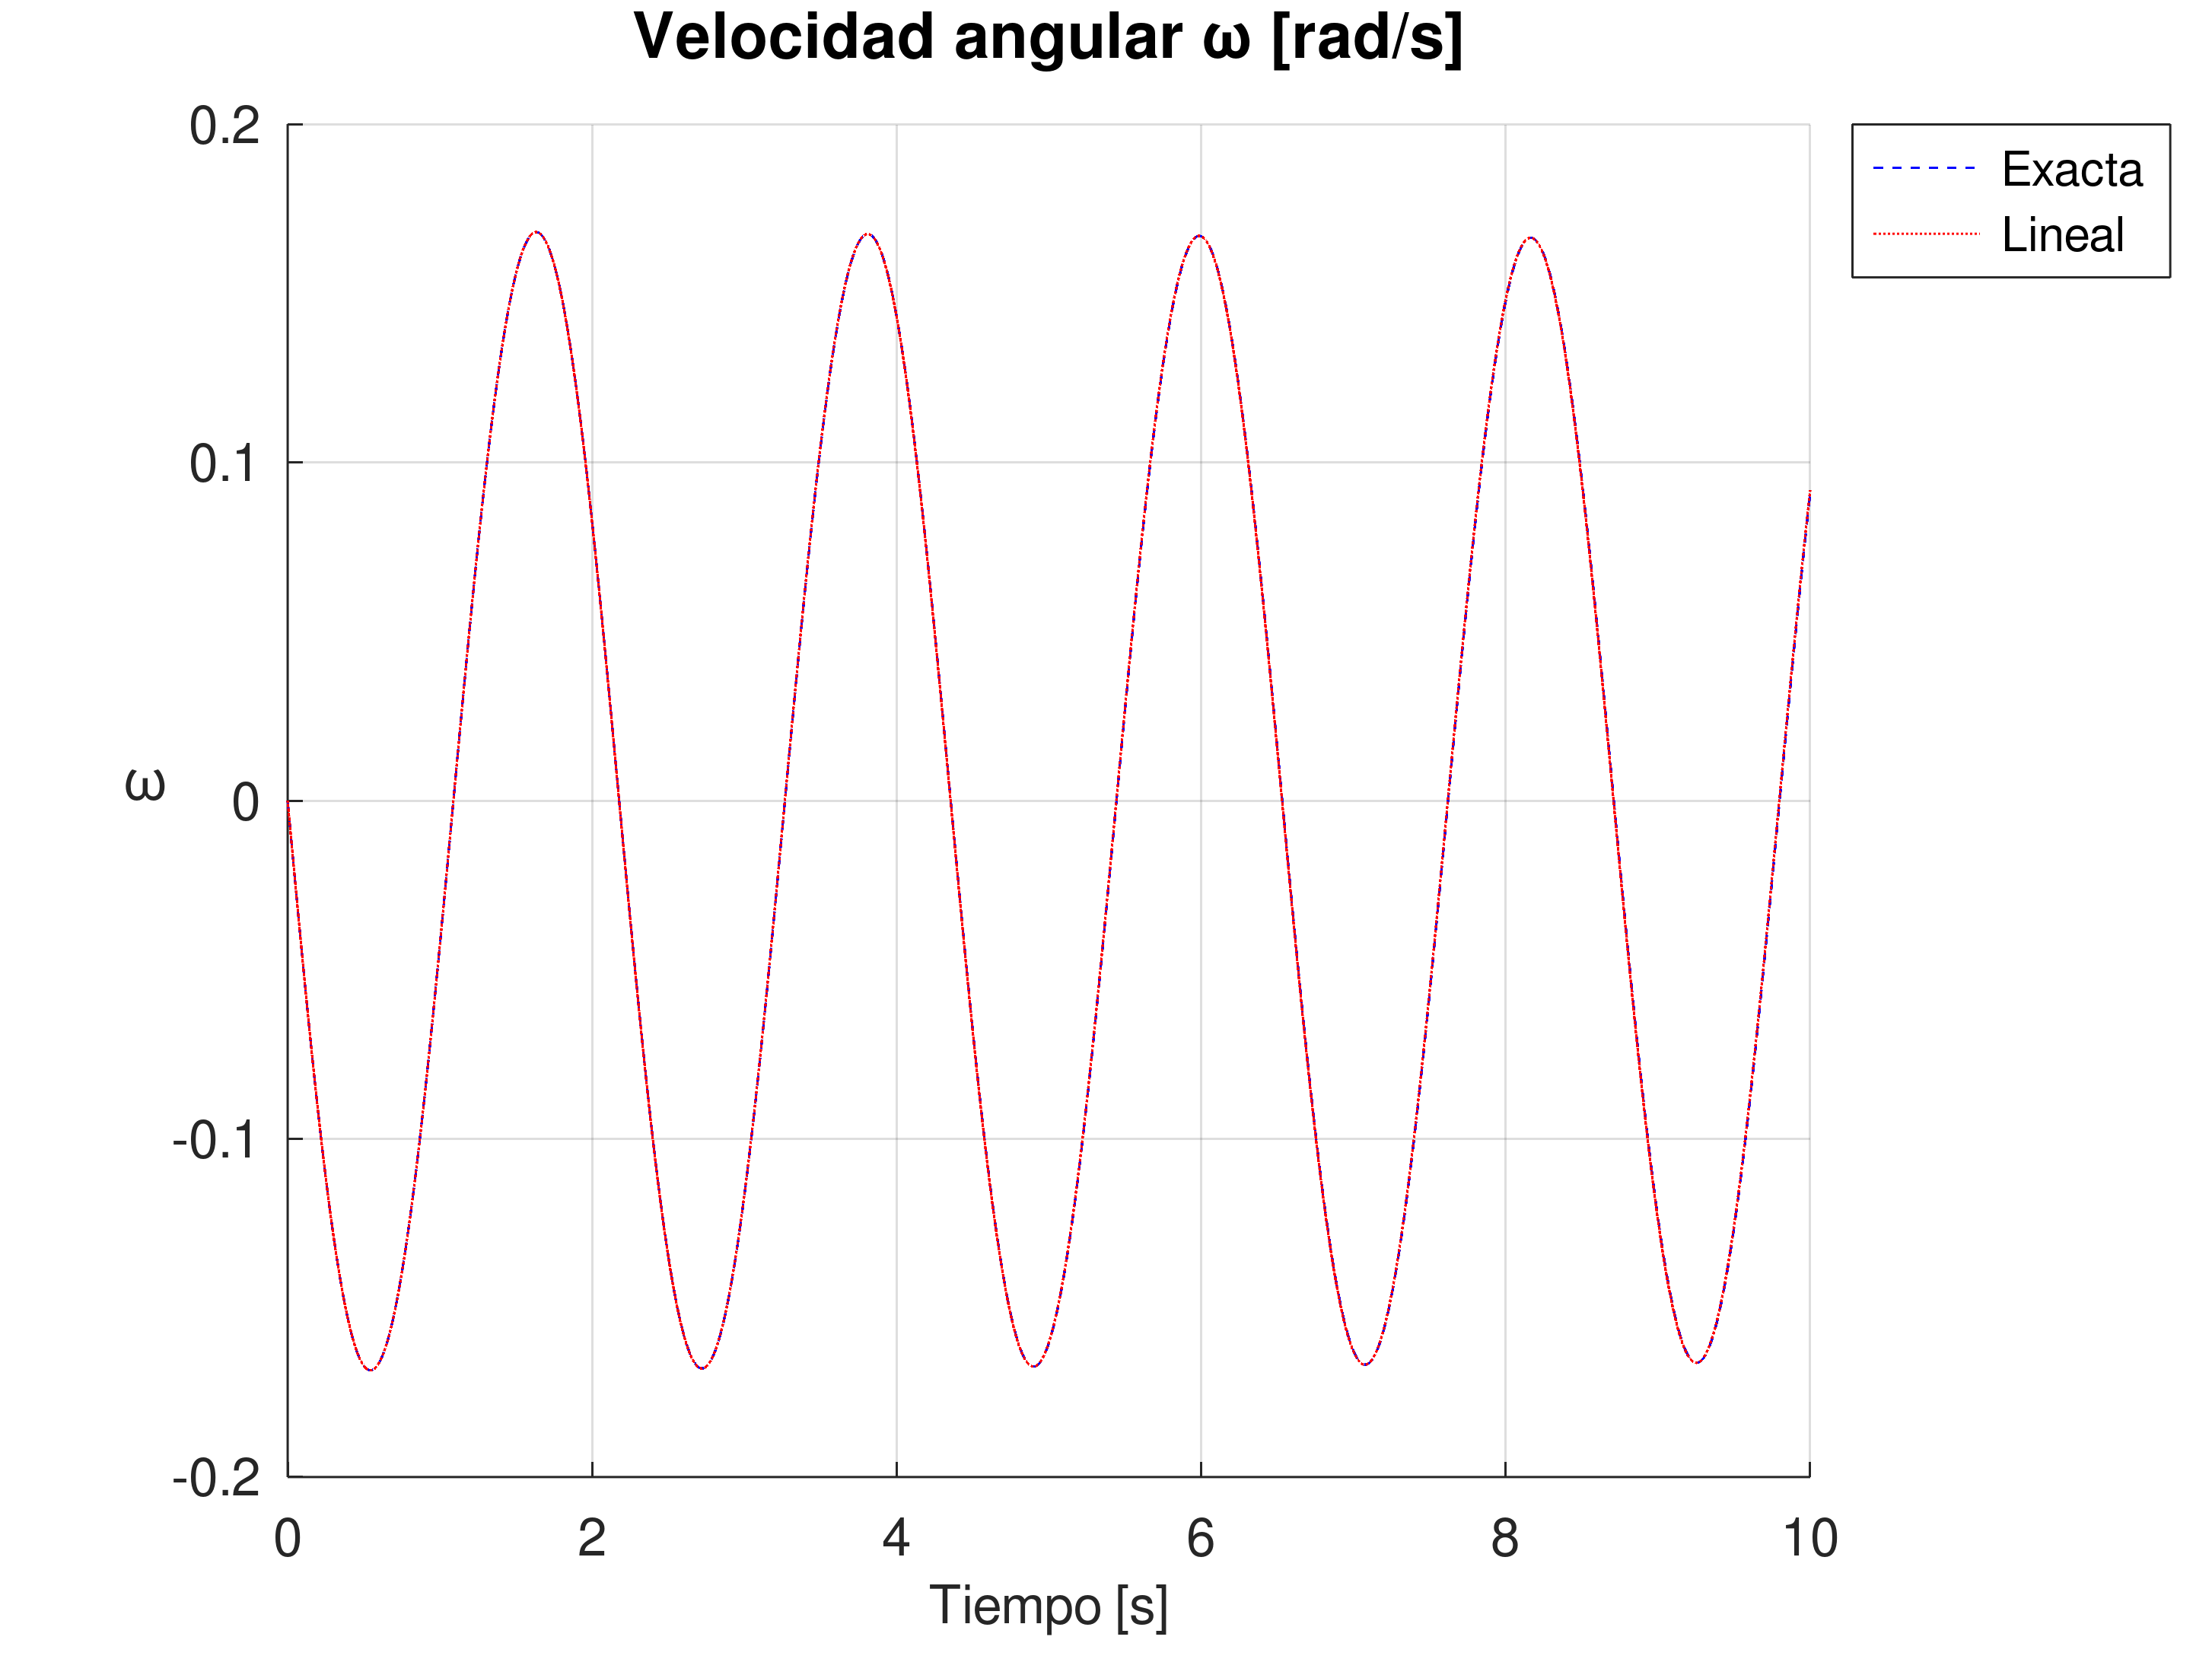 Velocidad angular ω [rad/s]
0.2
0.1
0
-0.1
-0.2
ω
0 2 4 6 8 10
Tiempo [s]
Exacta
Lineal